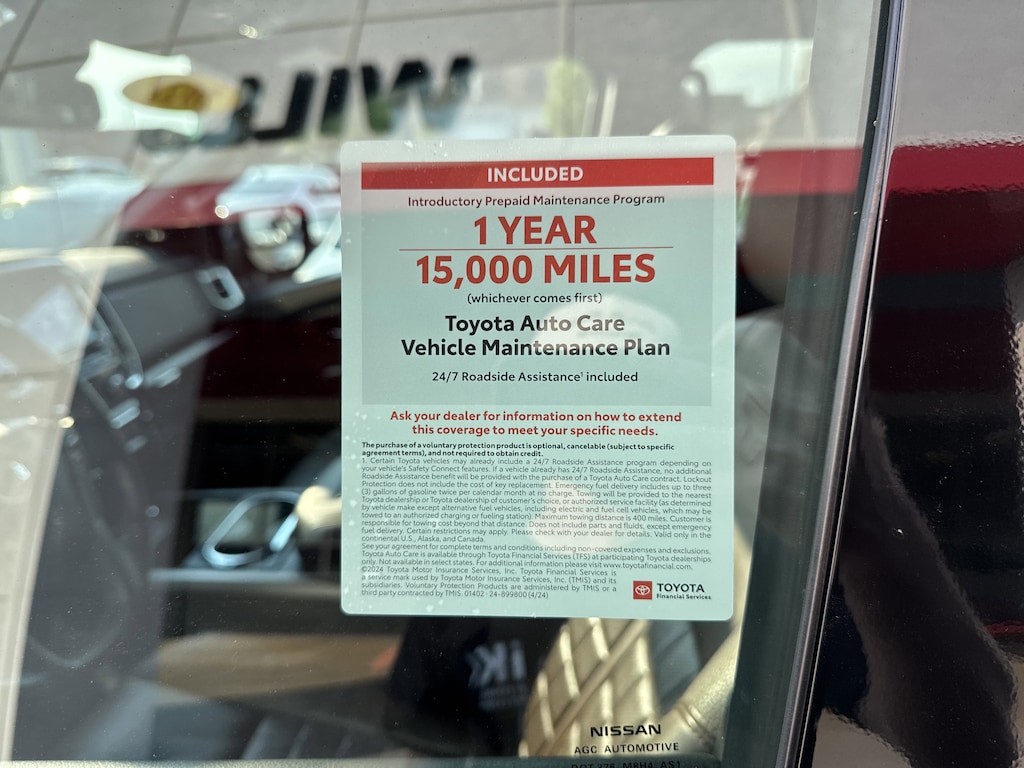 INCLUDED
Introductory Prepaid Maintenance Program
1 YEAR
15,000 MILES
(whichever comes first)
Toyota Auto Care
Vehicle Maintenance Plan
24/7 Roadside Assistance¹ included
Ask your dealer for information on how to extend
this coverage to meet your specific needs.
The purchase of a voluntary protection product is optional, cancelable (subject to specific
agreement terms), and not required to obtain credit.
1. Certain Toyota vehicles may already include a 24/7 Roadside Assistance program depending on
your vehicle's Safety Connect features. If a vehicle already has 24/7 Roadside Assistance, no additional
Roadside Assistance benefit will be provided with the purchase of a Toyota Auto Care contract. Lockout
Protection does not include the cost of key replacement. Emergency fuel delivery includes up to three
(3) gallons of gasoline twice per calendar month at no charge. Towing will be provided to the nearest
Toyota dealership or Toyota dealership of customer's choice, or authorized service facility (as determined
by vehicle make except alternative fuel vehicles, including electric and fuel cell vehicles, which may be
towed to an authorized charging or fueling station). Maximum towing distance is 400 miles. Customer is
responsible for towing cost beyond that distance. Does not include parts and fluids, except emergency
fuel delivery. Certain restrictions may apply. Please check with your dealer for details. Valid only in the
continental U.S., Alaska, and Canada.
See your agreement for complete terms and conditions including non-covered expenses and exclusions.
Toyota Auto Care is available through Toyota Financial Services (TFS) at participating Toyota dealerships
only. Not available in select states. For additional information please visit www.toyotafinancial.com.
©2024 Toyota Motor Insurance Services, Inc. Toyota Financial Services is
a service mark used by Toyota Motor Insurance Services, Inc. (TMIS) and its
subsidiaries. Voluntary Protection Products are administered by TMIS or a
third party contracted by TMIS. 01402 · 24-899800 (4/24)
TOYOTA
Financial Services
NISSAN
AGC AUTOMOTIVE
DOT 376 M8H4 AS1